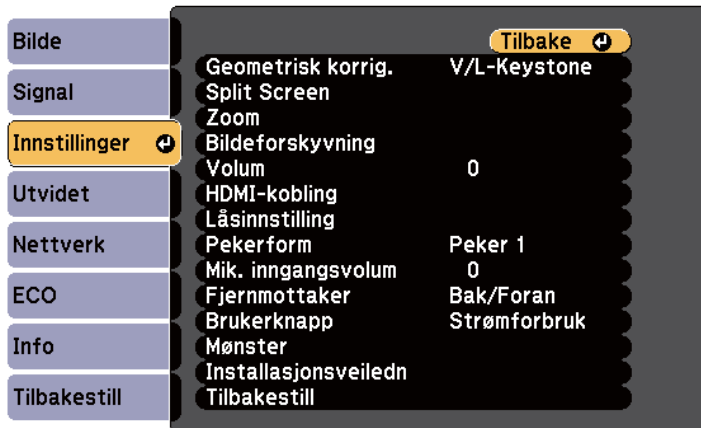 Bilde
Signal
Innstillinger
Utvidet
Nettverk
ECO
Info
Tilbakestill
Tilbake
Geometrisk korrig. V/L-Keystone
Split Screen
Zoom
Bildeforskyvning
Volum 0
HDMI-kobling
Låsinnstilling
Pekerform Peker 1
Mik. inngangsvolum 0
Fjernmottaker Bak/Foran
Brukerknapp Strømforbruk
Mønster
Installasjonsveiledn
Tilbakestill